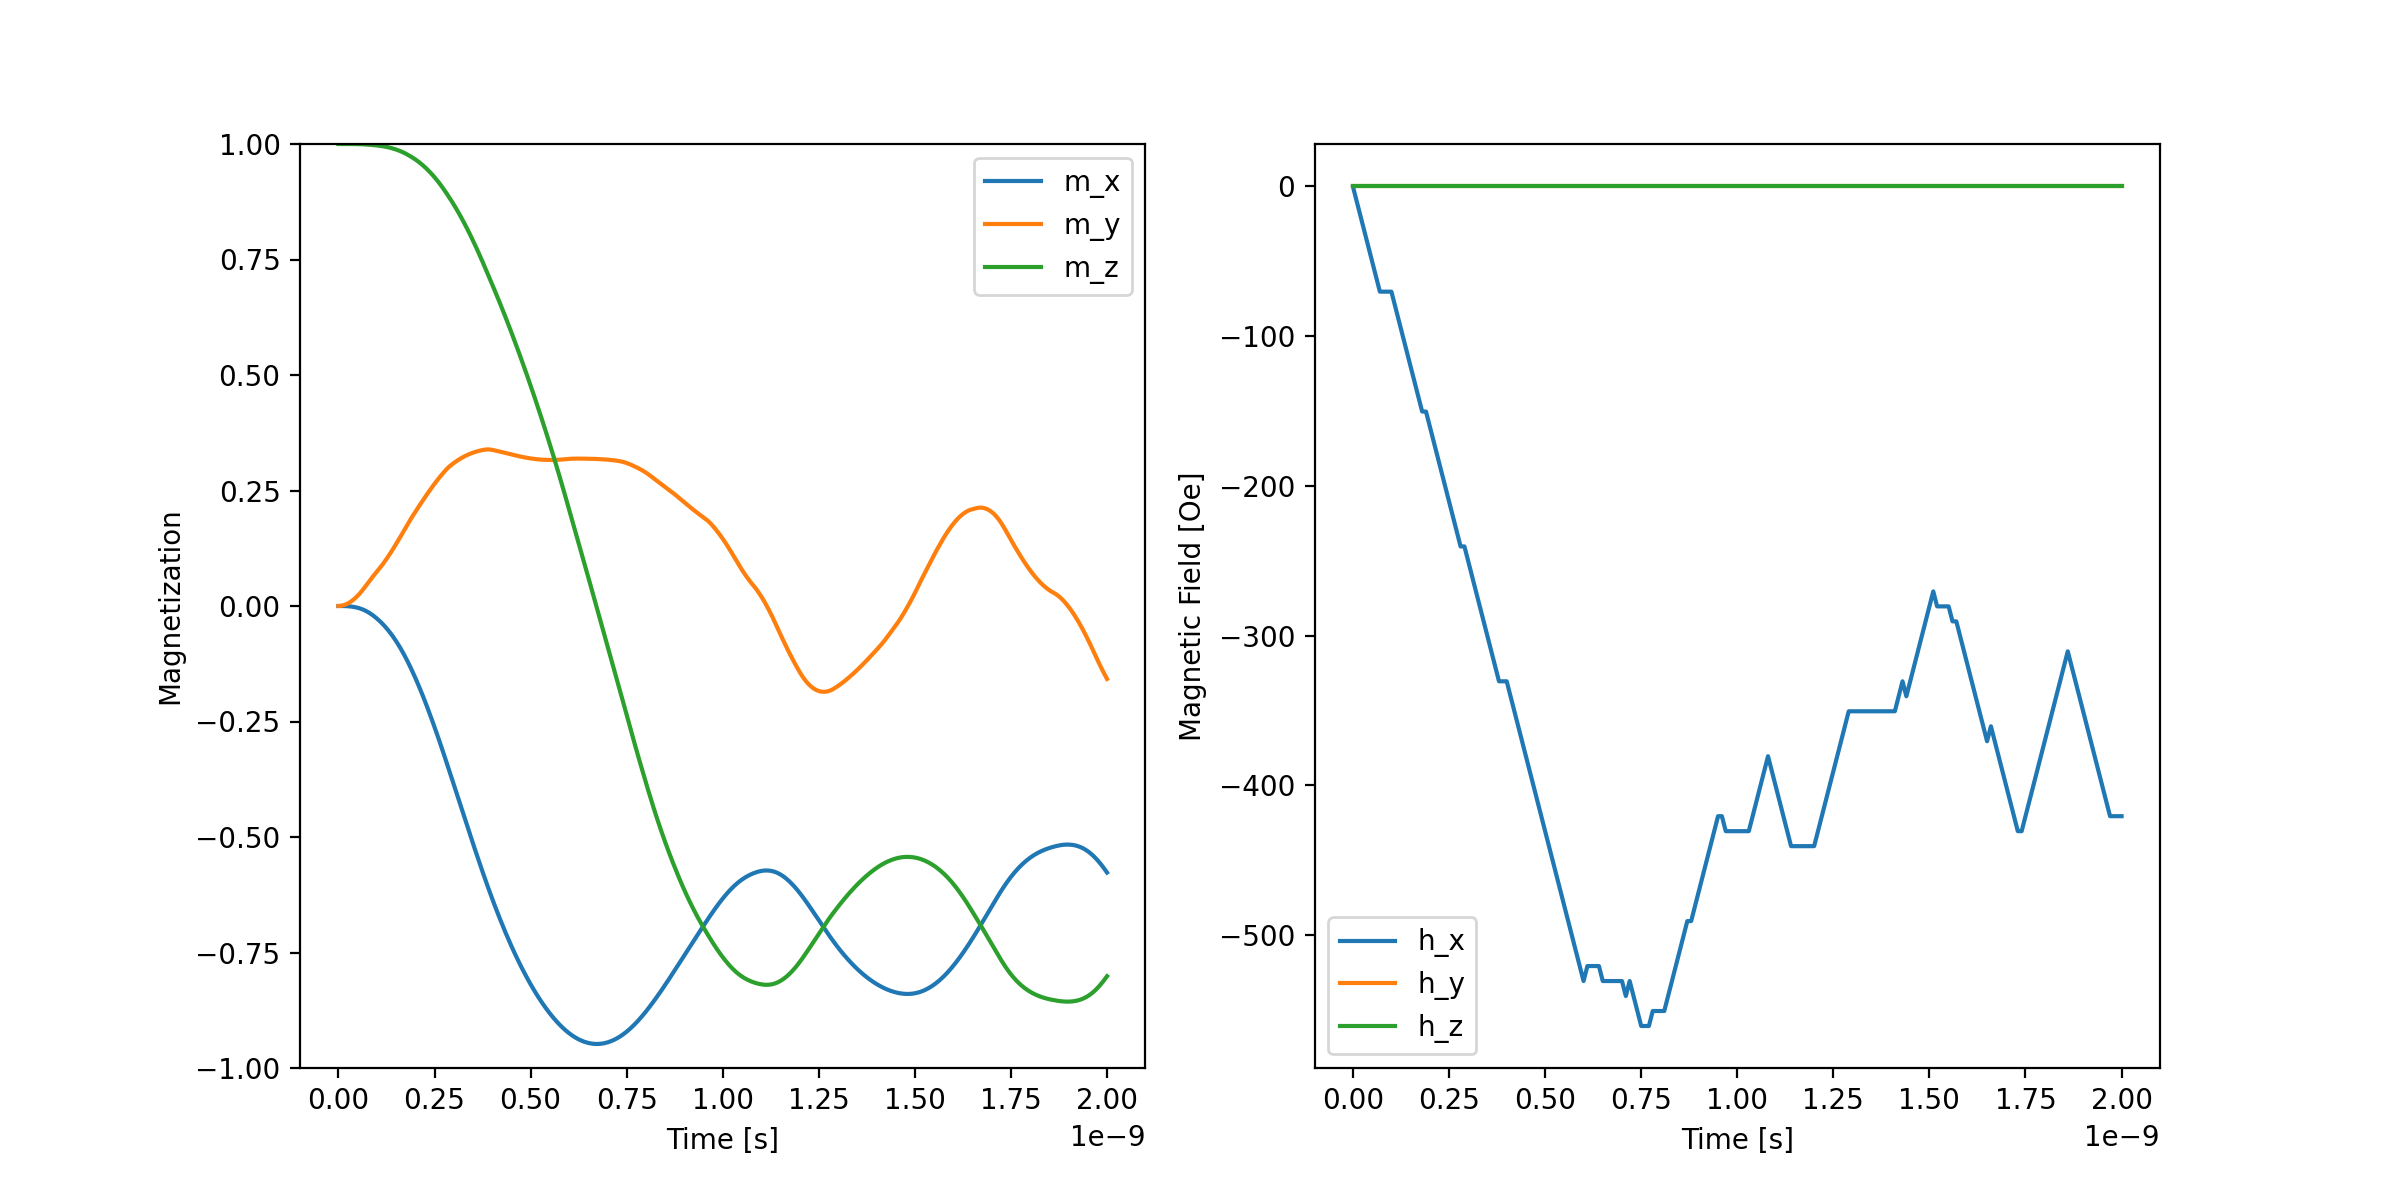 1.00
0.75
0.50
0.25
0.00
−0.25
−0.50
−0.75
−1.00
Magnetization
m_x
m_y
m_z
0.00 0.25 0.50 0.75 1.00 1.25 1.50 1.75 2.00
Time [s]
1e−9
0
−100
−200
−300
−400
−500
Magnetic Field [Oe]
h_x
h_y
h_z
0.00 0.25 0.50 0.75 1.00 1.25 1.50 1.75 2.00
Time [s]
1e−9